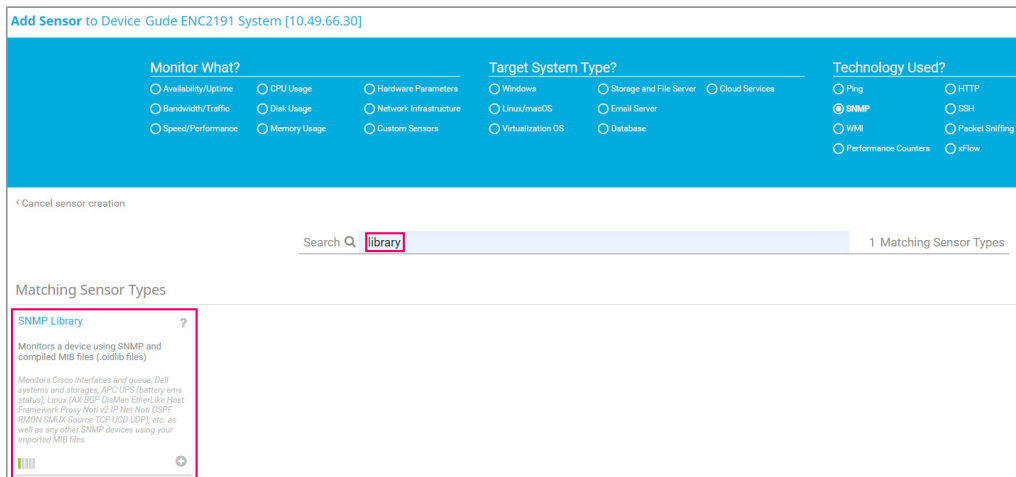 Add Sensor to Device Gude ENC2191 System [10.49.66.30]
Monitor What?
Availability/Uptime CPU Usage Hardware Parameters
Bandwidth/Traffic Disk Usage Network Infrastructure
Speed/Performance Memory Usage Custom Sensors
Target System Type?
Windows Storage and File Server Cloud Services
Linux/macOS Email Server
Virtualization OS Database
Technology Used?
Ping HTTP
SNMP SSH
WMI Packet Sniffing
Performance Counters xFlow
< Cancel sensor creation
Search library 1 Matching Sensor Types
Matching Sensor Types
SNMP Library ?
Monitors a device using SNMP and
compiled MIB files (.oidlib files)
Monitors Cisco interfaces and queue, Dell
systems and storages, APC UPS (battery ems
status), Linux (AX BGP DisMan EtherLike Host
Framework Proxy Noti v2 IP Net Noti OSPF
RMON SMUX Source TCP UCD UDP), etc. as
well as any other SNMP devices using your
imported MIB files.